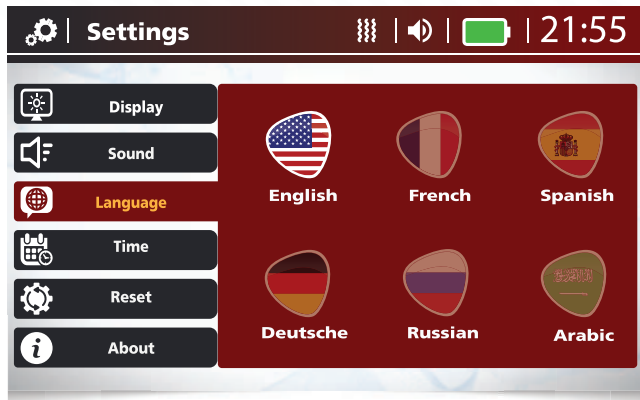 Settings 21:55
Display
Sound
Language
Time
Reset
About
English French Spanish
Deutsche Russian Arabic